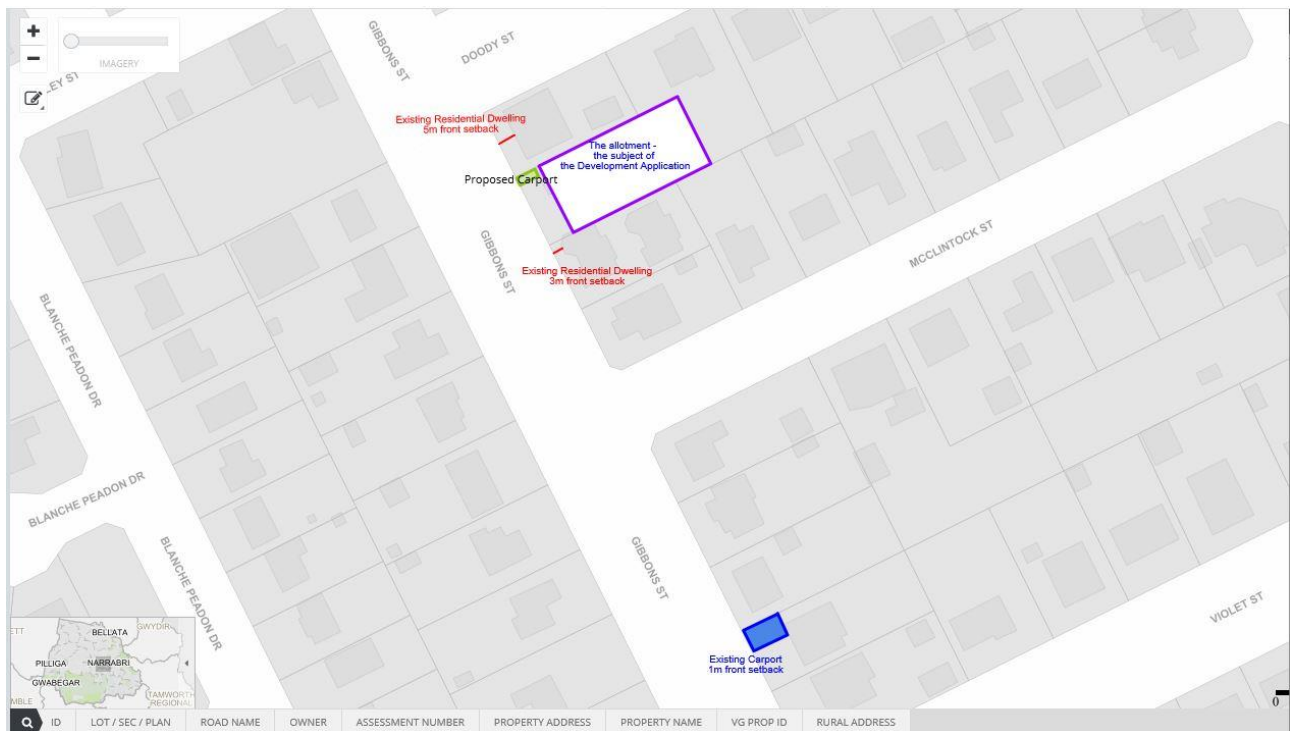 +
IMAGERY
−
GIBBONS ST
DOODY ST
Existing Residential Dwelling
5m front setback
The allotment -
the subject of
the Development Application
Proposed Carport
GIBBONS ST
Existing Residential Dwelling
3m front setback
MCCLINTOCK ST
BLANCHE PEADON DR
BLANCHE PEADON DR
BLANCHE PEADON DR
GIBBONS ST
VIOLET ST
Existing Carport
1m front setback
BELLATA
GWYDIR
PILLIGA
NARRABRI
GWABEGAR
TAMWORTH
REGIONAL
0
ID LOT / SEC / PLAN ROAD NAME OWNER ASSESSMENT NUMBER PROPERTY ADDRESS PROPERTY NAME VG PROP ID RURAL ADDRESS